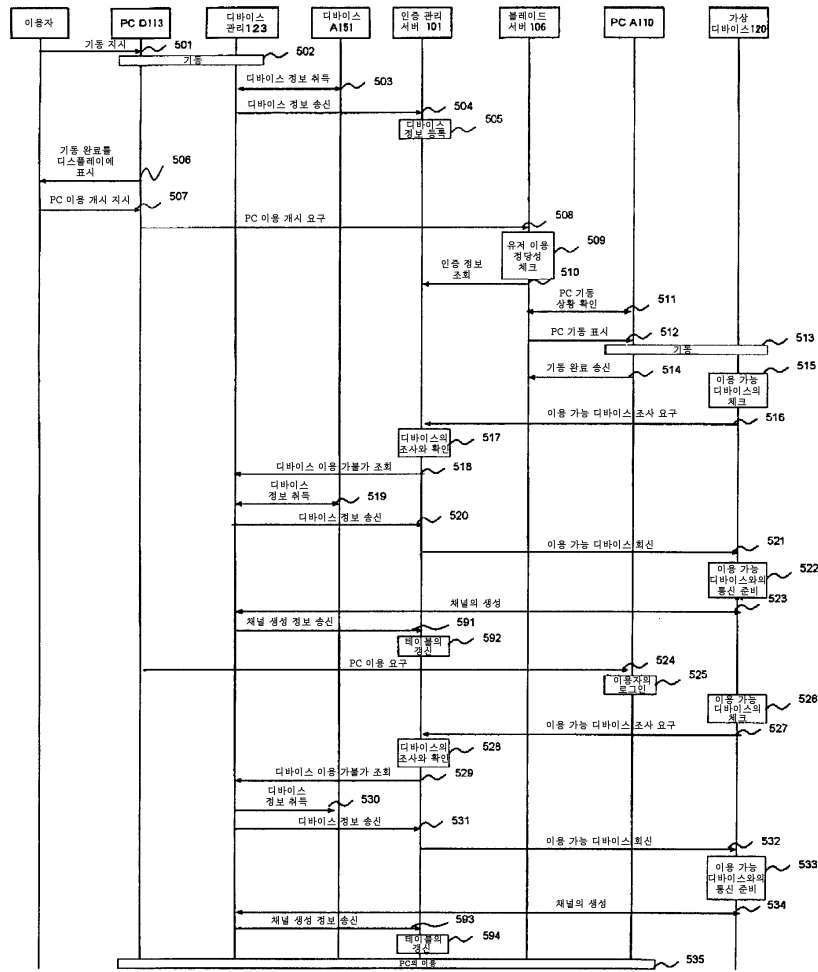 이용자
PC D113
디바이스
관리123
디바이스
A151
인증 관리
서버 101
블레이드
서버 106
PC A110
가상
디바이스120
기동 지시
501
기동
502
디바이스 정보 취득
503
디바이스 정보 송신
504
디바이스
정보 등록
505
기동 완료를
디스플레이에
표시
506
PC 이용 개시 지시
507
PC 이용 개시 요구
508
유저 이용
정당성
체크
509
인증 정보
조회
510
PC 기동
상황 확인
511
PC 기동 표시
512
기동
513
기동 완료 송신
514
이용 가능
디바이스의
체크
515
이용 가능 디바이스 조사 요구
516
디바이스의
조사와 확인
517
디바이스 이용 가불가 조회
518
디바이스
정보 취득
519
디바이스 정보 송신
520
이용 가능 디바이스 회신
521
이용 가능
디바이스와의
통신 준비
522
채널의 생성
523
채널 생성 정보 송신
591
테이블의
갱신
592
PC 이용 요구
524
이용자의
로그인
525
이용 가능
디바이스의
체크
526
이용 가능 디바이스 조사 요구
527
디바이스의
조사와 확인
528
디바이스 이용 가불가 조회
529
디바이스
정보 취득
530
디바이스 정보 송신
531
이용 가능 디바이스 회신
532
이용 가능
디바이스와의
통신 준비
533
채널의 생성
534
채널 생성 정보 송신
593
테이블의
갱신
594
PC의 이용
535